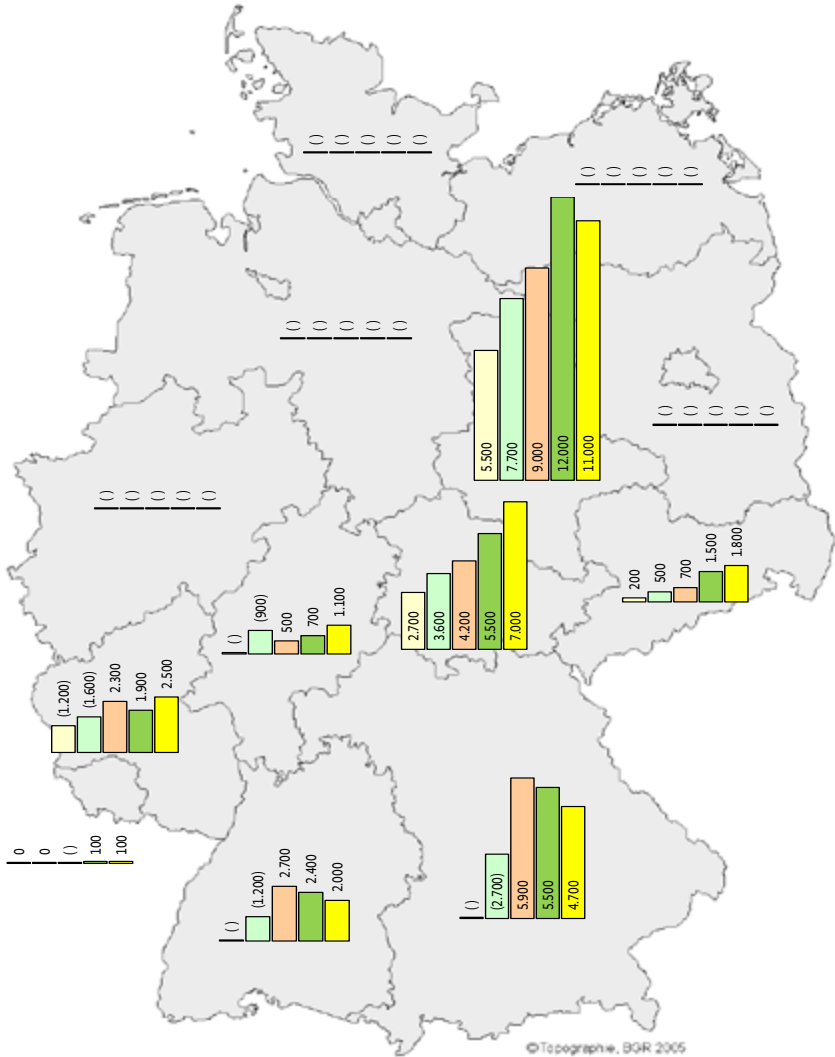 () () () () ()
() () () () ()
() () () () ()
5.500 7.700 9.000 12.000 11.000
() () () () ()
() () () () ()
2.700 3.600 4.200 5.500 7.000
200 500 700 1.500 1.800
() (900) 500 700 1.100
(1.200) (1.600) 2.300 1.900 2.500
0 0 () 100 100
() (1.200) 2.700 2.400 2.000
() (2.700) 5.900 5.500 4.700
©Topographie, BGR 2005